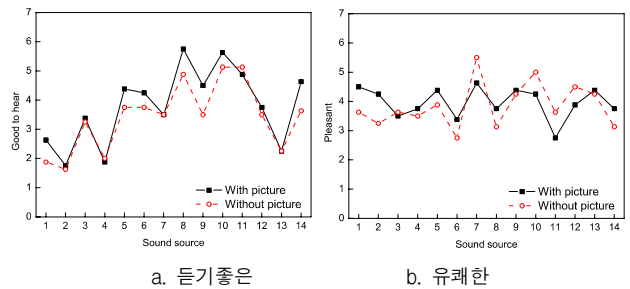 7
6
5
4
3
2
1
0
Good to hear
With picture
Without picture
1 2 3 4 5 6 7 8 9 10 11 12 13 14
Sound source
a. 듣기좋은
7
6
5
4
3
2
1
0
Pleasant
With picture
Without picture
1 2 3 4 5 6 7 8 9 10 11 12 13 14
Sound source
b. 유쾌한